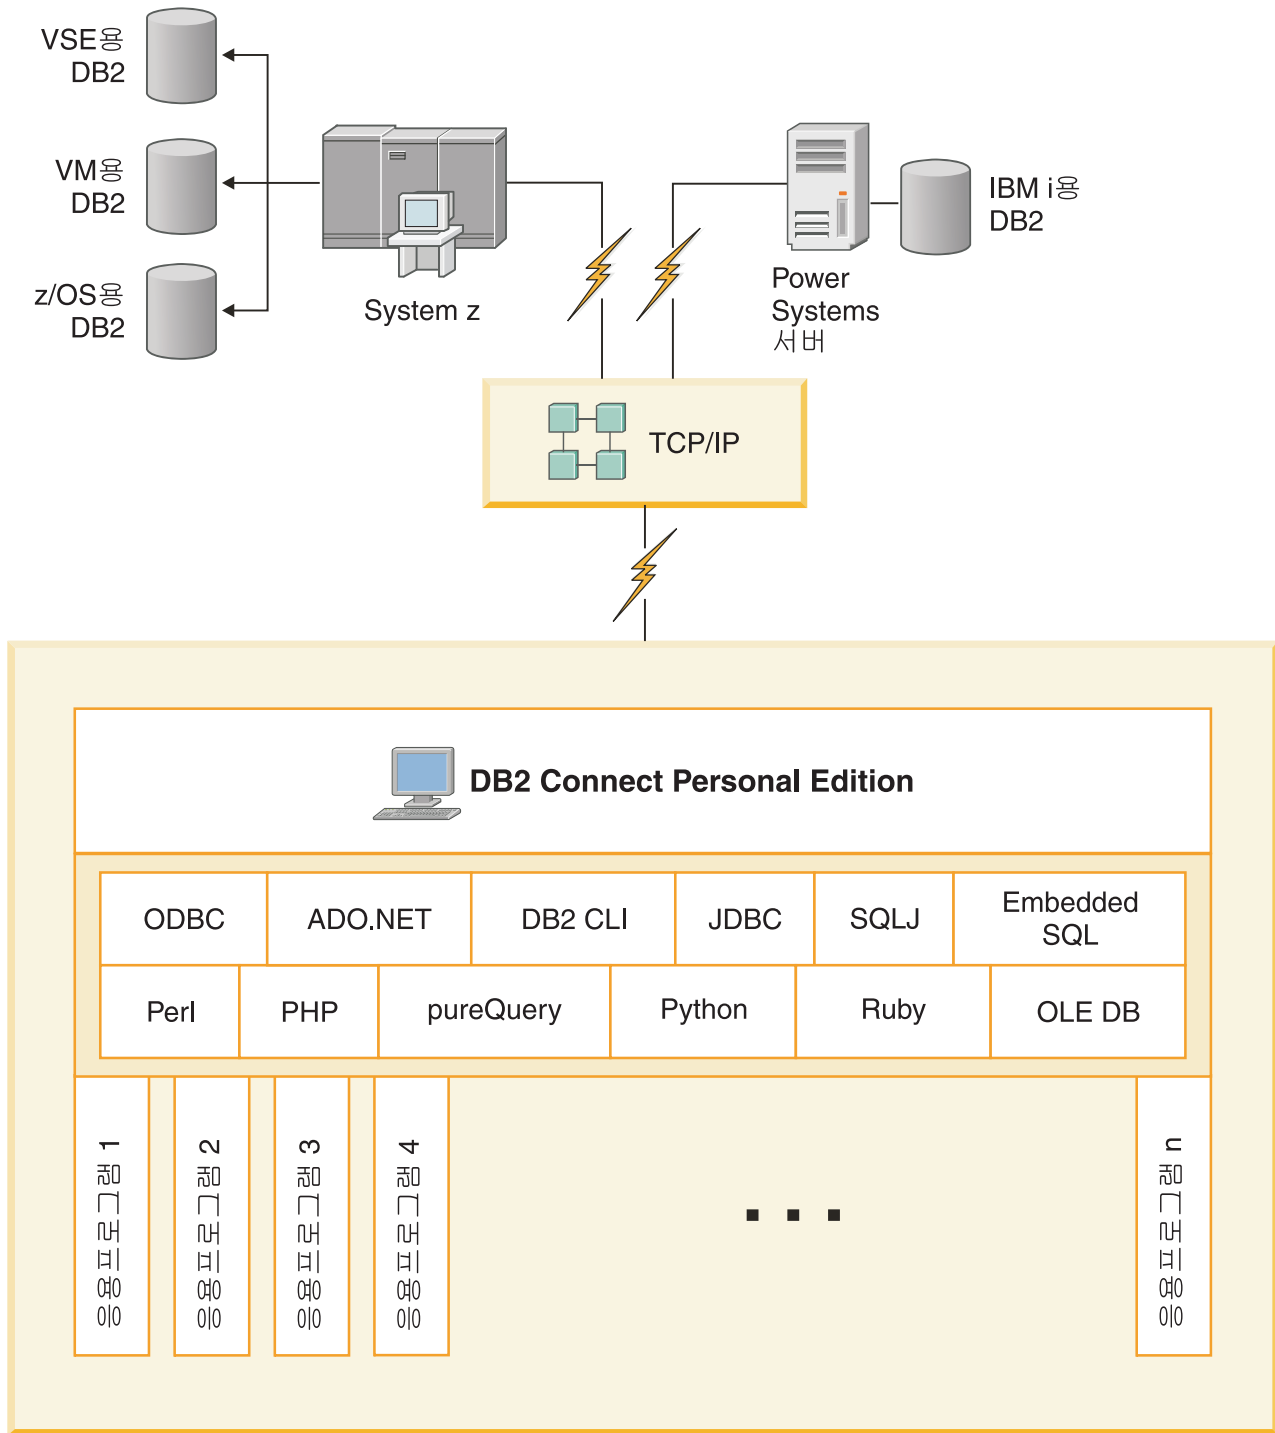 VSE용
DB2
VM용
DB2
z/OS용
DB2
System z
Power
Systems
서버
IBM i용
DB2
TCP/IP
DB2 Connect Personal Edition
ODBC
ADO.NET
DB2 CLI
JDBC
SQLJ
Embedded
SQL
Perl
PHP
pureQuery
Python
Ruby
OLE DB
응용프로그램 1
응용프로그램 2
응용프로그램 3
응용프로그램 4
...
응용프로그램 n